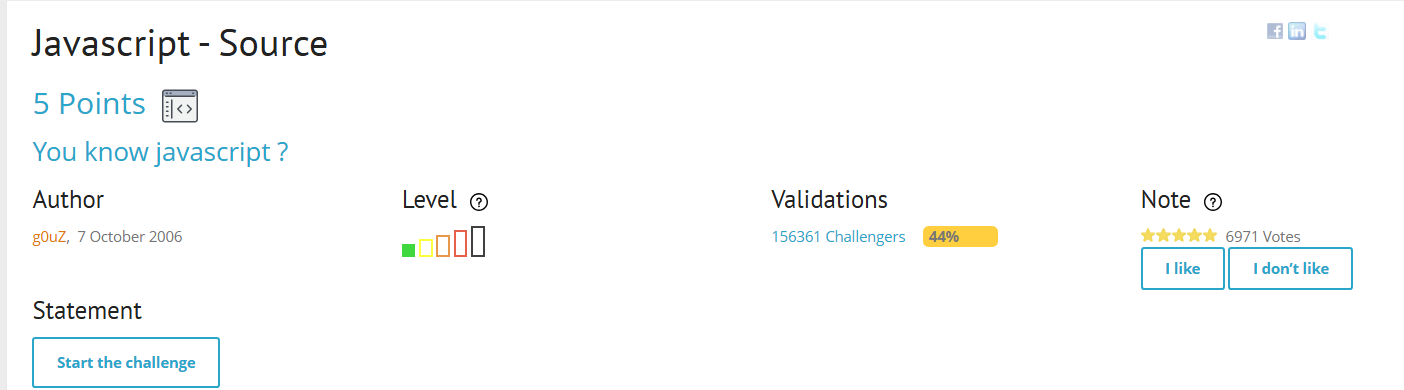 Javascript - Source
5 Points
You know javascript ?
Author
g0uZ, 7 October 2006
Level ?
Validations
156361 Challengers 44%
Note ?
6971 Votes
I like
I don't like
Statement
Start the challenge